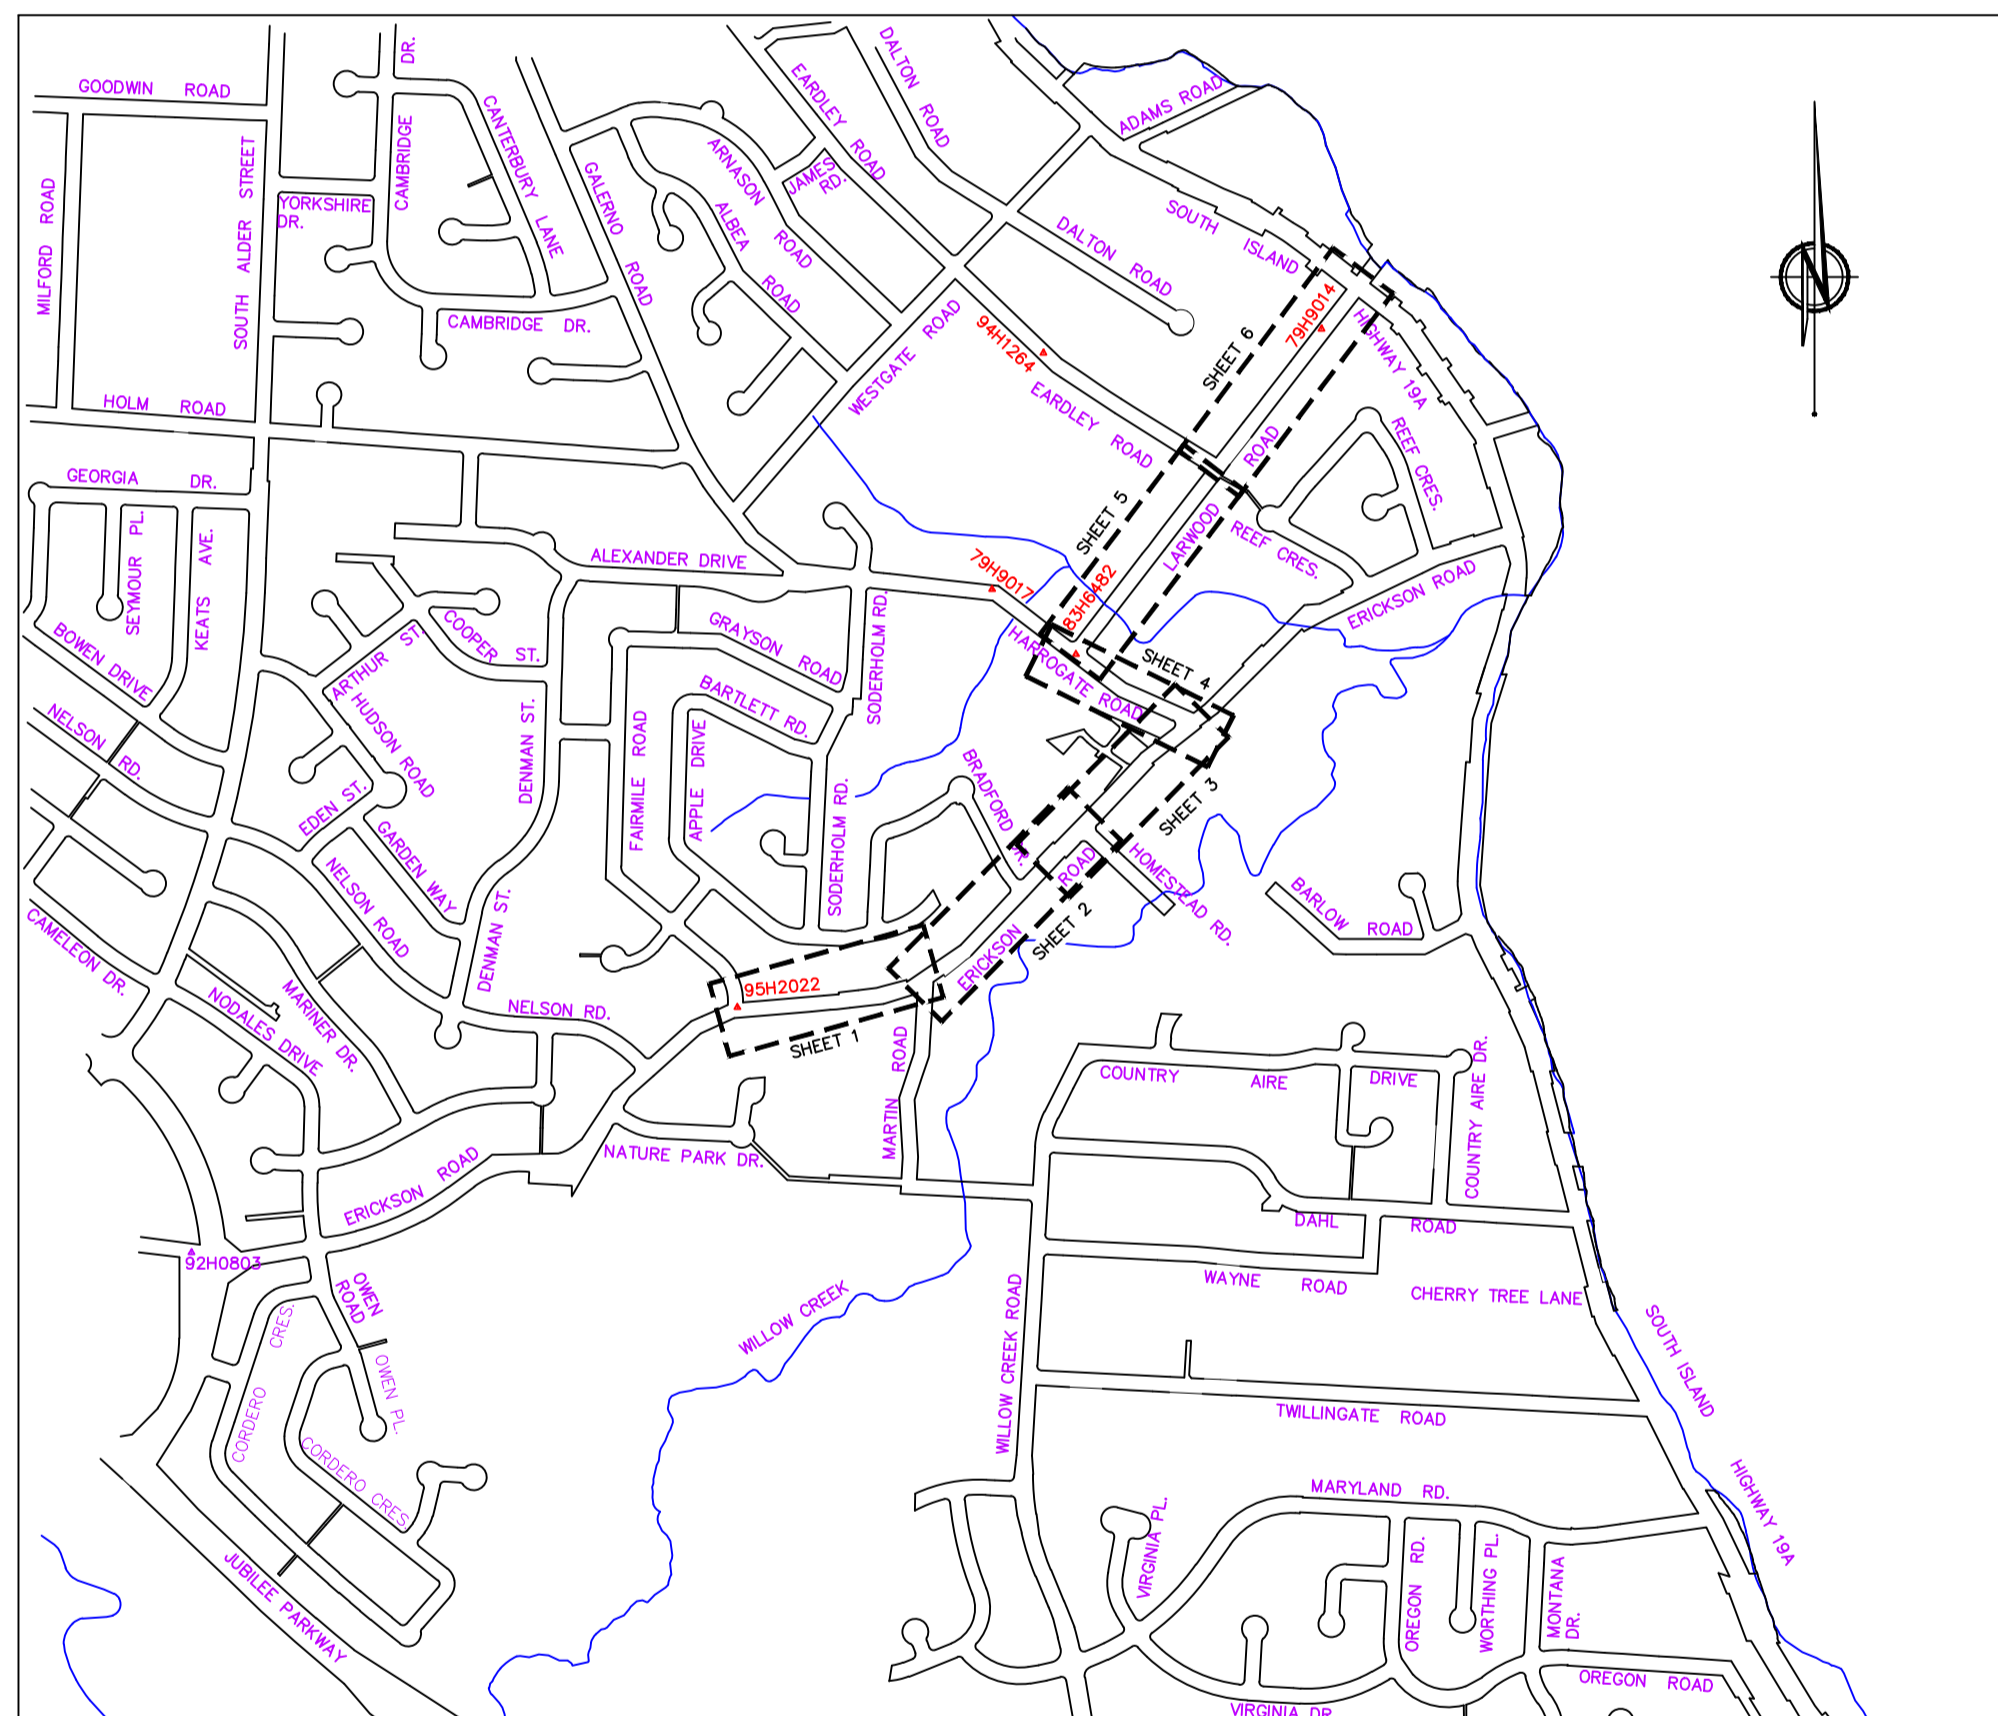 GOODWIN ROAD
MILFORD ROAD
SOUTH ALDER STREET
YORKSHIRE
DR.
CAMBRIDGE DR.
CANTERBURY LANE
CAMBRIDGE DR.
GALERNO ROAD
ARNASON ROAD
ALBEA ROAD
JAMES
RD.
EARDLEY ROAD
DALTON ROAD
ADAMS ROAD
SOUTH ISLAND
HIGHWAY 19A
DALTON ROAD
WESTGATE ROAD
94H1264
EARDLEY ROAD
79H9014
SHEET 6
N
HOLM ROAD
GEORGIA DR.
SEYMOUR PL.
KEATS AVE.
BOWEN DRIVE
NELSON RD.
ALEXANDER DRIVE
COOPER ST.
ARTHUR ST.
HUDSON ROAD
EDEN ST.
GARDEN WAY
NELSON ROAD
DENMAN ST.
DENMAN ST.
FAIRMILE ROAD
APPLE DRIVE
GRAYSON ROAD
BARTLETT RD.
SODERHOLM RD.
SODERHOLM RD.
79H9017
83H6482
SHEET 5
LARWOOD ROAD
REEF CRES.
REEF CRES.
ERICKSON ROAD
HARROGATE ROAD
SHEET 4
SHEET 3
BRADFORD DR.
HOMESTEAD RD.
ERICKSON ROAD
SHEET 2
BARLOW ROAD
CAMELEON DR.
NODALES DRIVE
MARINER DR.
NELSON RD.
95H2022
SHEET 1
MARTIN ROAD
NATURE PARK DR.
ERICKSON ROAD
92H0803
OWEN
ROAD
OWEN PL.
CORDERO CRES.
CORDERO CRES.
JUBILEE PARKWAY
WILLOW CREEK
WILLOW CREEK ROAD
COUNTRY AIRE DRIVE
COUNTRY AIRE DR.
DAHL ROAD
WAYNE ROAD
CHERRY TREE LANE
SOUTH ISLAND
HIGHWAY 19A
TWILLINGATE ROAD
MARYLAND RD.
VIRGINIA PL.
OREGON RD.
WORTHING PL.
MONTANA
DR.
OREGON ROAD
VIRGINIA DR